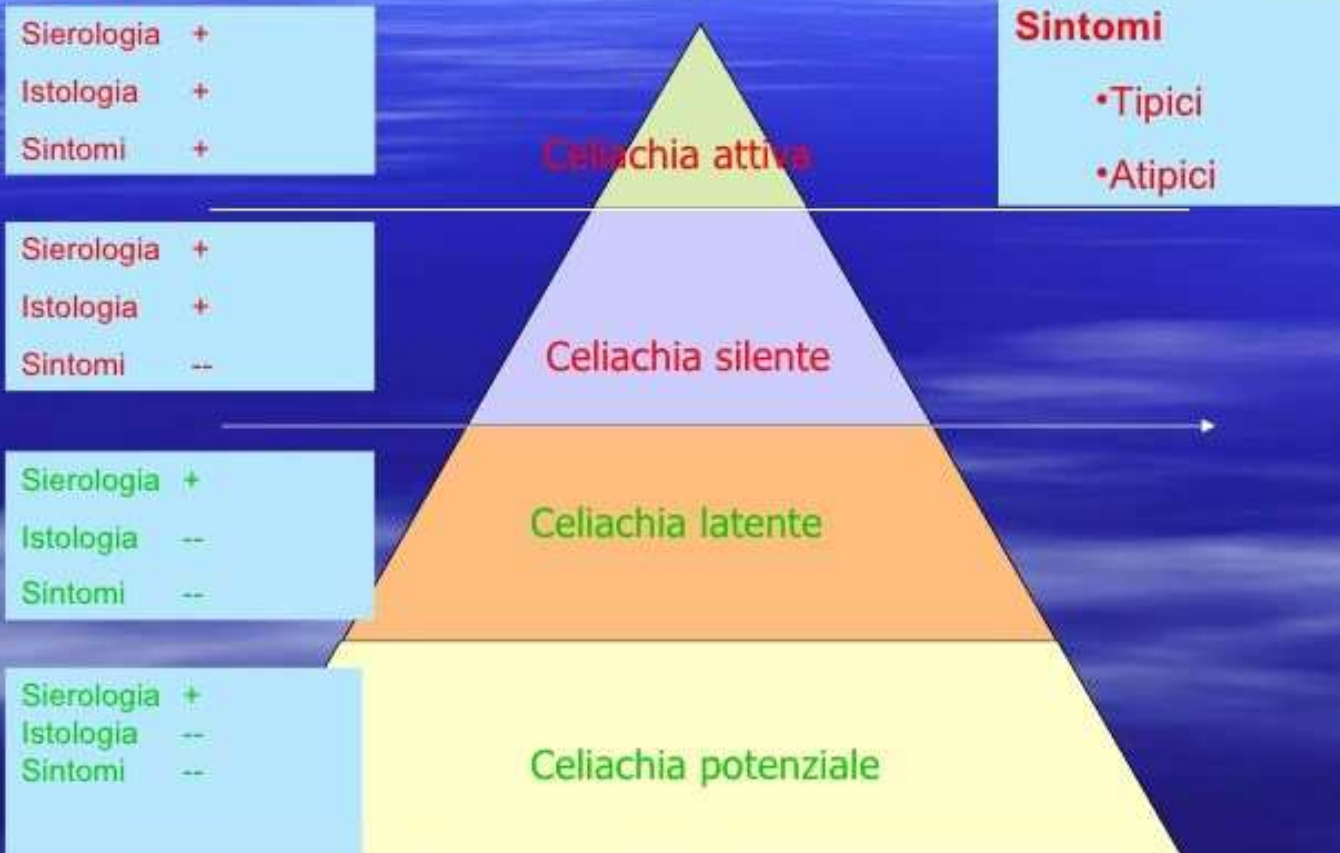 Sierologia +
Istologia +
Sintomi +
Celiachia attiva
Sintomi
•Tipici
•Atipici
Sierologia +
Istologia +
Sintomi --
Celiachia silente
Sierologia +
Istologia --
Sintomi --
Celiachia latente
Sierologia +
Istologia --
Sintomi --
Celiachia potenziale